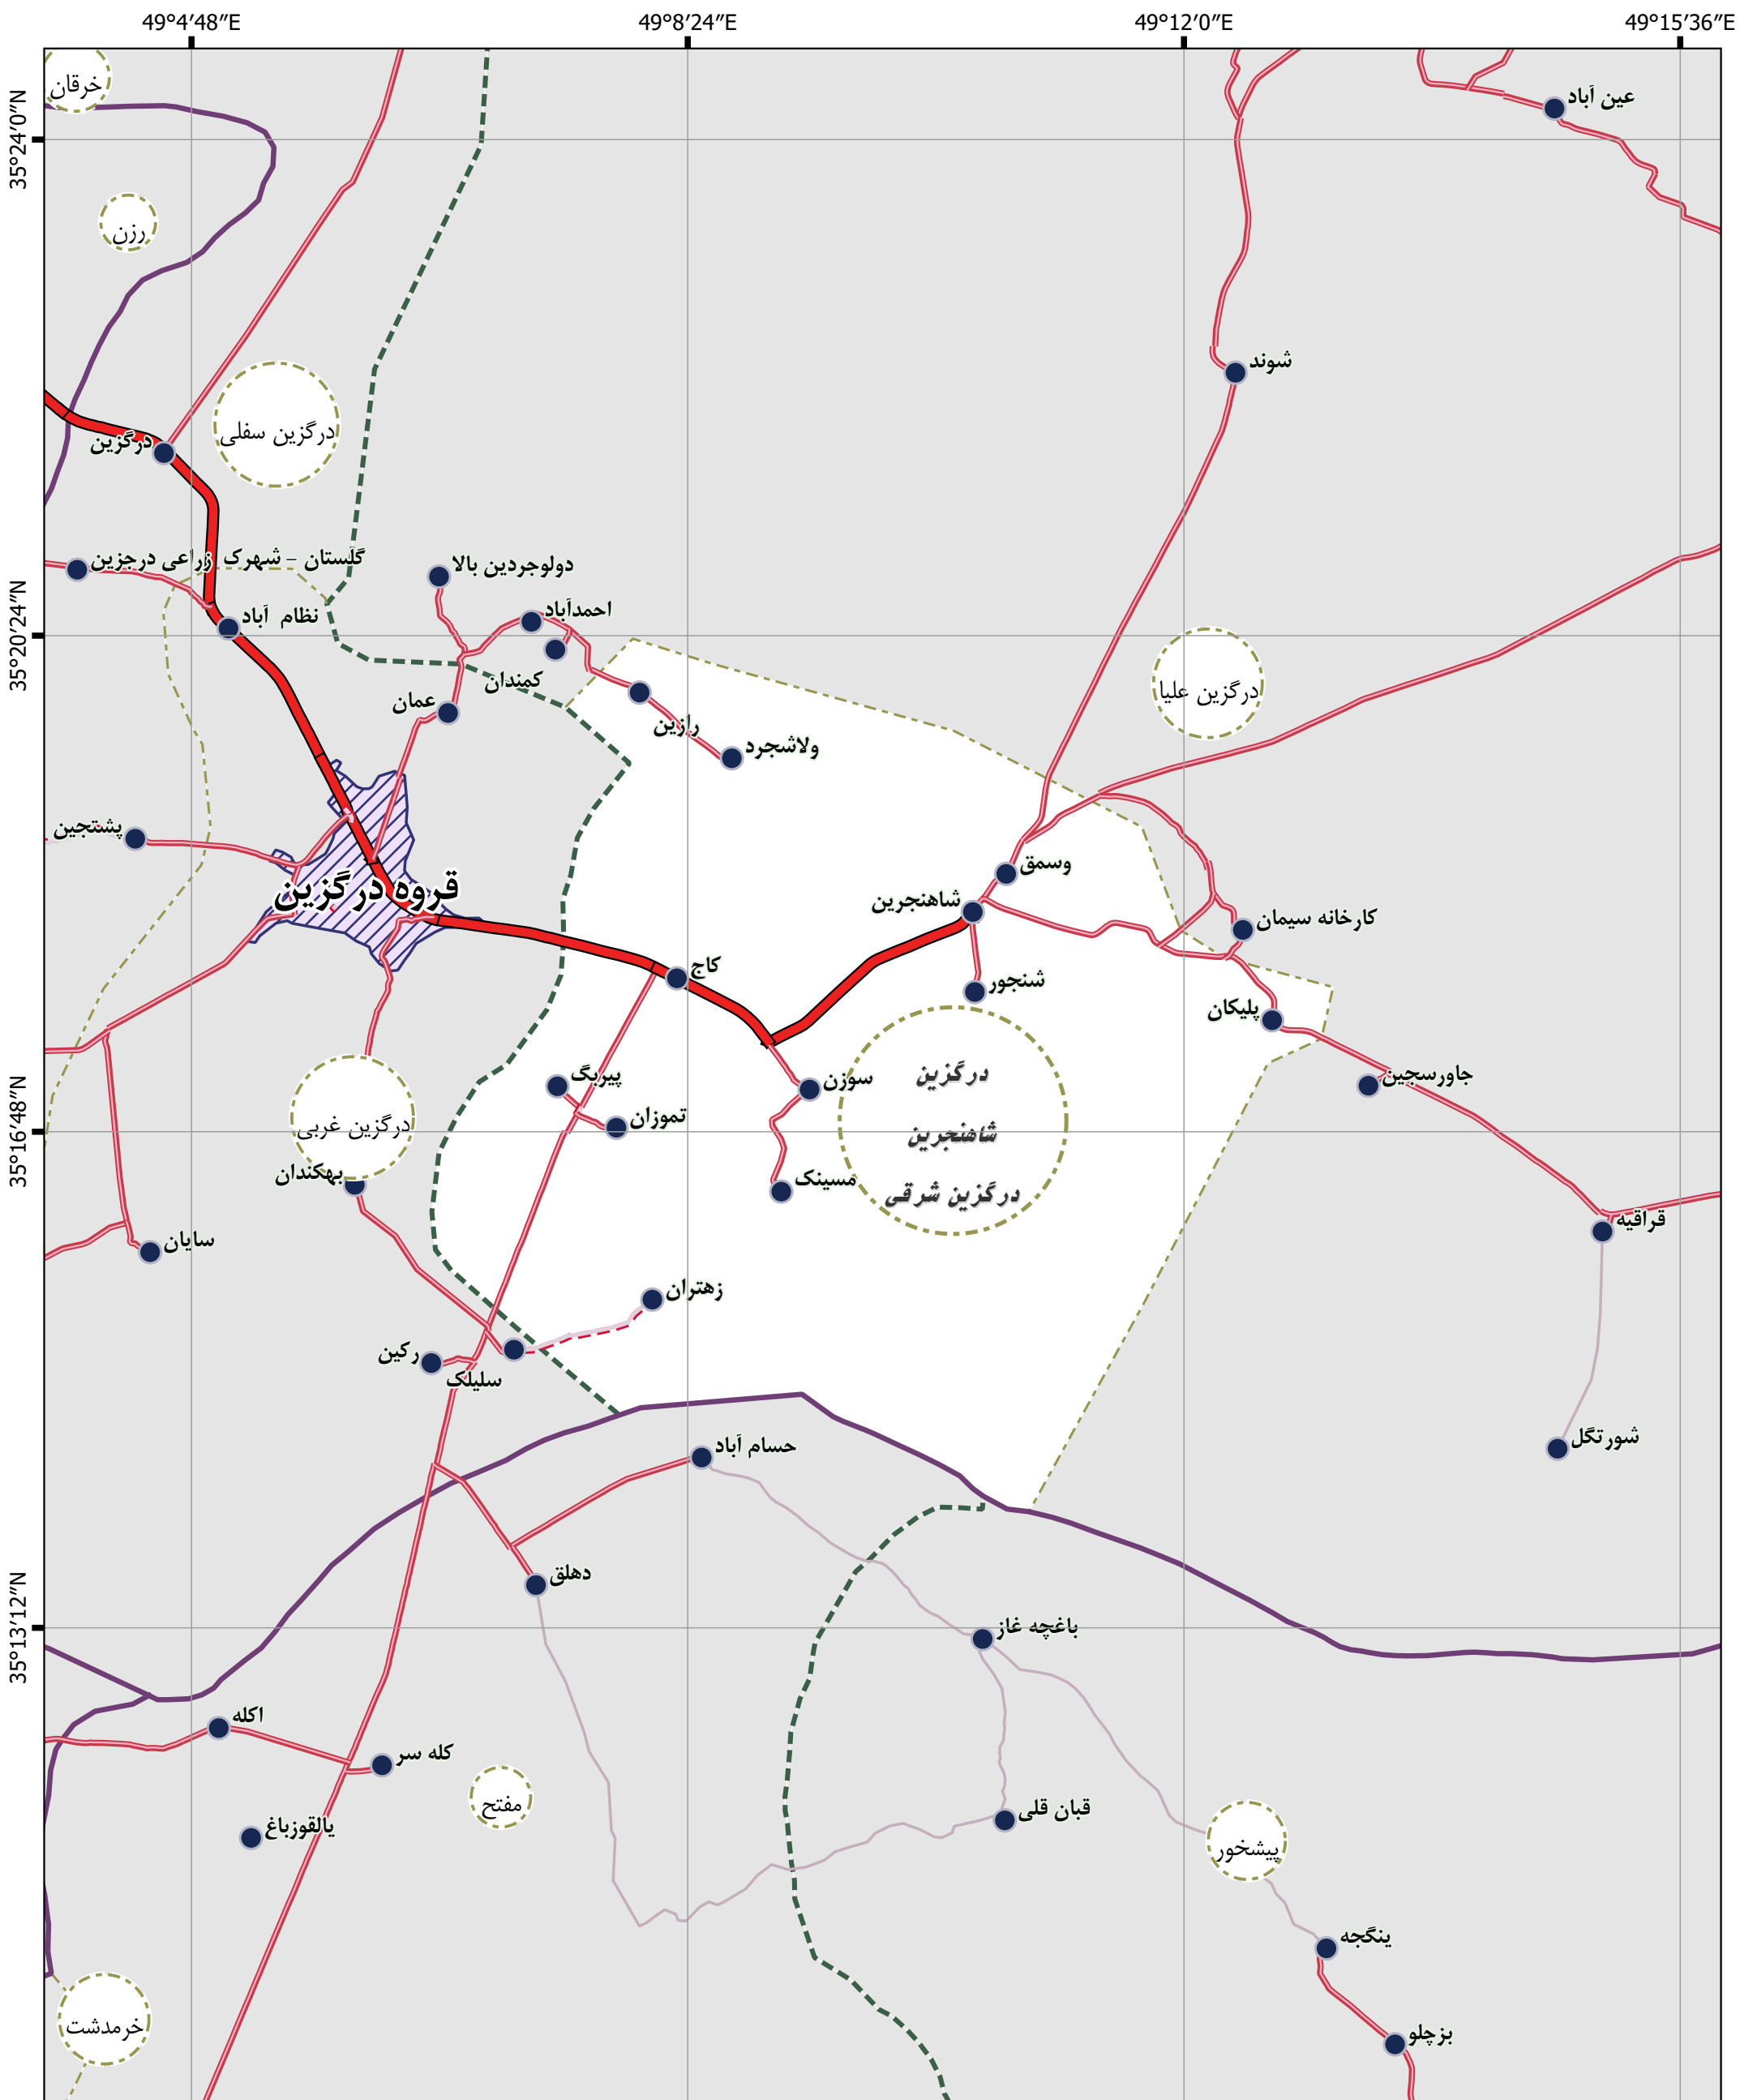 49°4′48″E
49°8′24″E
49°12′0″E
49°15′36″E
35°24′0″N
35°20′24″N
35°16′48″N
35°13′12″N
خرقان
عین آباد
رزن
شوند
درگزین سفلی
درگزین
گلستان - شهرک زراعی درجزین
دولوجردین بالا
نظام آباد
احمدآباد
کمندان
درگزین علیا
عمان
رازین
ولاشجرد
پشتجین
وسمق
قروه درگزین
شاهنجرین
کارخانه سیمان
کاج
شنجور
پلیکان
پیربگ
سوزن
درگزین
شاهنجرین
درگزین شرقی
جاورسجین
تموزان
درگزین غربی
بهکندان
مسینک
سایان
قراقیه
زهتران
رکین
سلیلک
حسام آباد
شورتگل
دهلق
باغچه غاز
اکله
کله سر
مفتح
قبان قلی
یالقوزباغ
پیشخور
ینگجه
خرمدشت
بزچلو